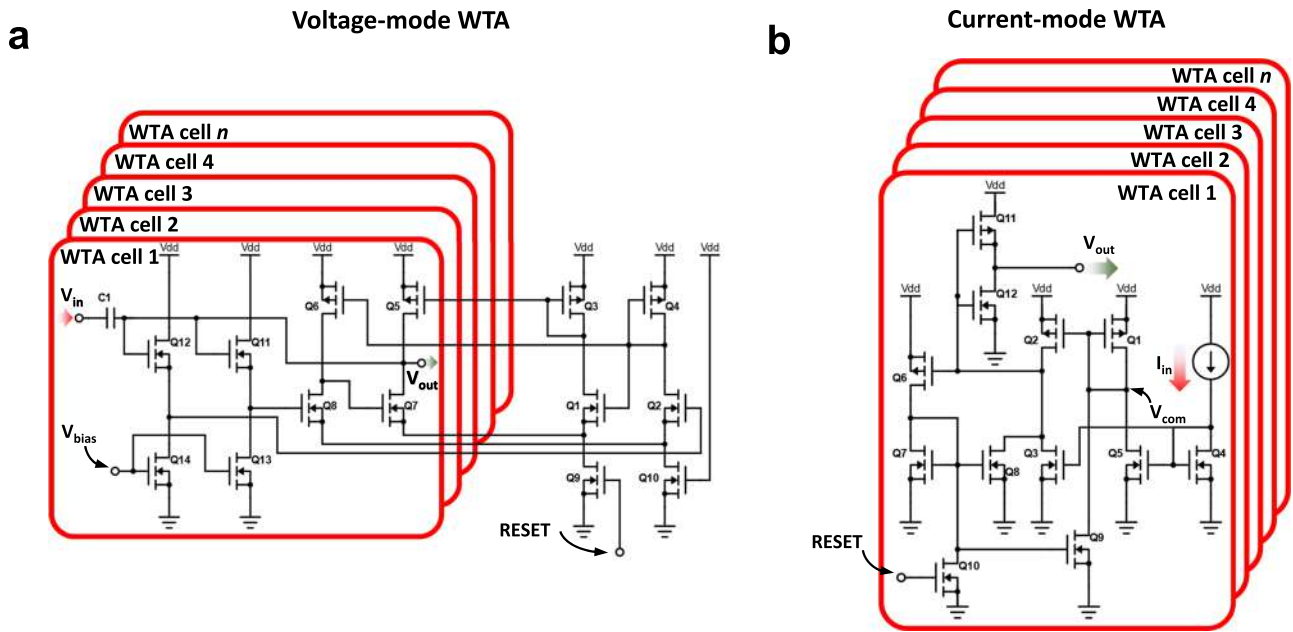 Voltage-mode WTA
a
WTA cell n
WTA cell 4
WTA cell 3
WTA cell 2
WTA cell 1
Vdd
Vdd
Vdd
Vdd
Vdd
Vdd
Vdd
Vin
C1
Q6
Q5
Q3
Q4
Q12
Q11
Vout
Q8
Q7
Q1
Q2
Vbias
Q14
Q13
Q9
Q10
RESET
Current-mode WTA
b
WTA cell n
WTA cell 4
WTA cell 3
WTA cell 2
WTA cell 1
Vdd
Q11
Vout
Q12
Vdd
Vdd
Vdd
Vdd
Q2
Q1
Iin
Q6
Vcom
Q7
Q8
Q3
Q5
Q4
RESET
Q9
Q10